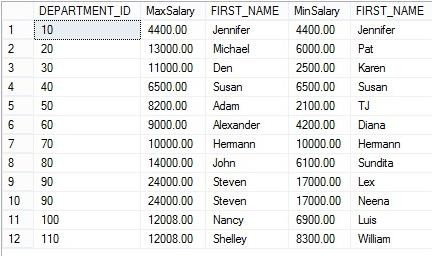 DEPARTMENT_ID MaxSalary FIRST_NAME MinSalary FIRST_NAME
1 10 4400.00 Jennifer 4400.00 Jennifer
2 20 13000.00 Michael 6000.00 Pat
3 30 11000.00 Den 2500.00 Karen
4 40 6500.00 Susan 6500.00 Susan
5 50 8200.00 Adam 2100.00 TJ
6 60 9000.00 Alexander 4200.00 Diana
7 70 10000.00 Hermann 10000.00 Hermann
8 80 14000.00 John 6100.00 Sundita
9 90 24000.00 Steven 17000.00 Lex
10 90 24000.00 Steven 17000.00 Neena
11 100 12008.00 Nancy 6900.00 Luis
12 110 12008.00 Shelley 8300.00 William